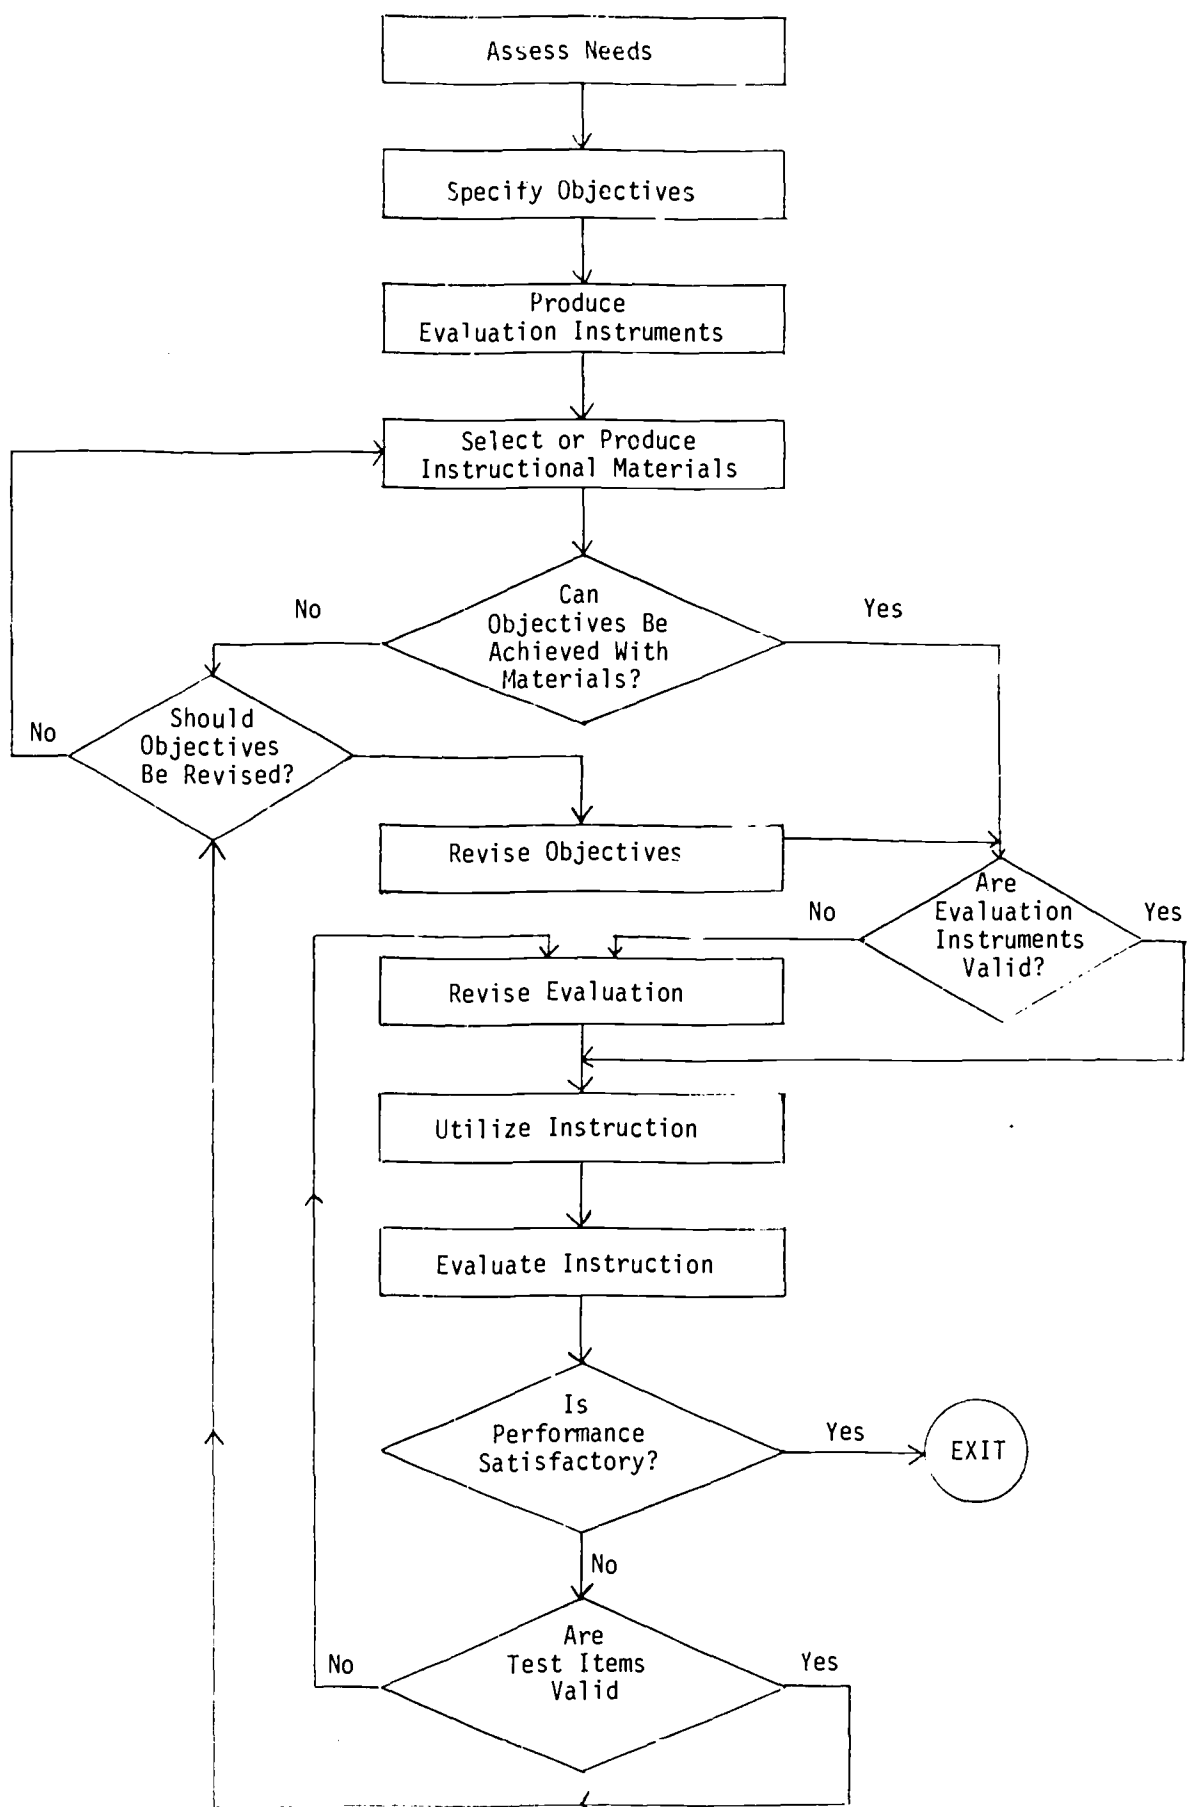 Assess Needs
Specify Objectives
Produce
Evaluation Instruments
Select or Produce
Instructional Materials
No
Can
Objectives Be
Achieved With
Materials?
Yes
No
Should
Objectives
Be Revised?
Revise Objectives
No
Are
Evaluation
Instruments
Valid?
Yes
Revise Evaluation
Utilize Instruction
Evaluate Instruction
Is
Performance
Satisfactory?
Yes
EXIT
No
No
Are
Test Items
Valid
Yes